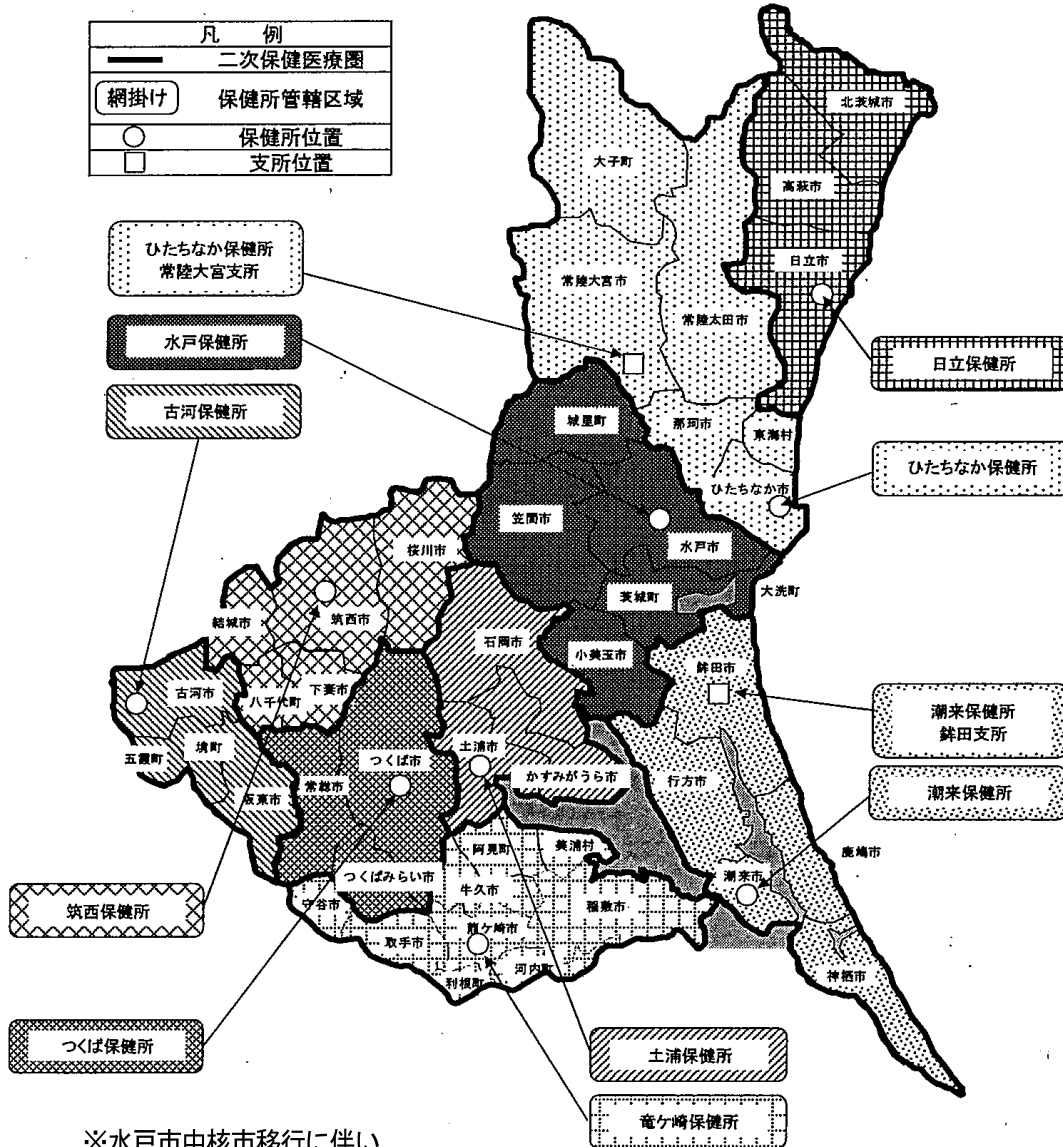 凡 例
二次保健医療圏
網掛け 保健所管轄区域
保健所位置
支所位置
北茨城市
大子町
高萩市
ひたちなか保健所
常陸大宮支所
日立市
常陸大宮市
常陸太田市
水戸保健所
日立保健所
古河保健所
城里町
那珂市
東海村
ひたちなか保健所
ひたちなか市
笠間市
桜川市
水戸市
大洗町
茨城町
筑西市
結城市
石岡市
小美玉市
鉾田市
古河市
下妻市
八千代町
潮来保健所
鉾田支所
五霞町
境町
土浦市
つくば市
かすみがうら市
行方市
常総市
坂東市
潮来保健所
鹿嶋市
阿見町
美浦村
潮来市
つくばみらい市
牛久市
守谷市
稲敷市
筑西保健所
龍ケ崎市
取手市
河内町
利根町
神栖市
つくば保健所
土浦保健所
竜ケ崎保健所
※水戸市中核市移行に伴い